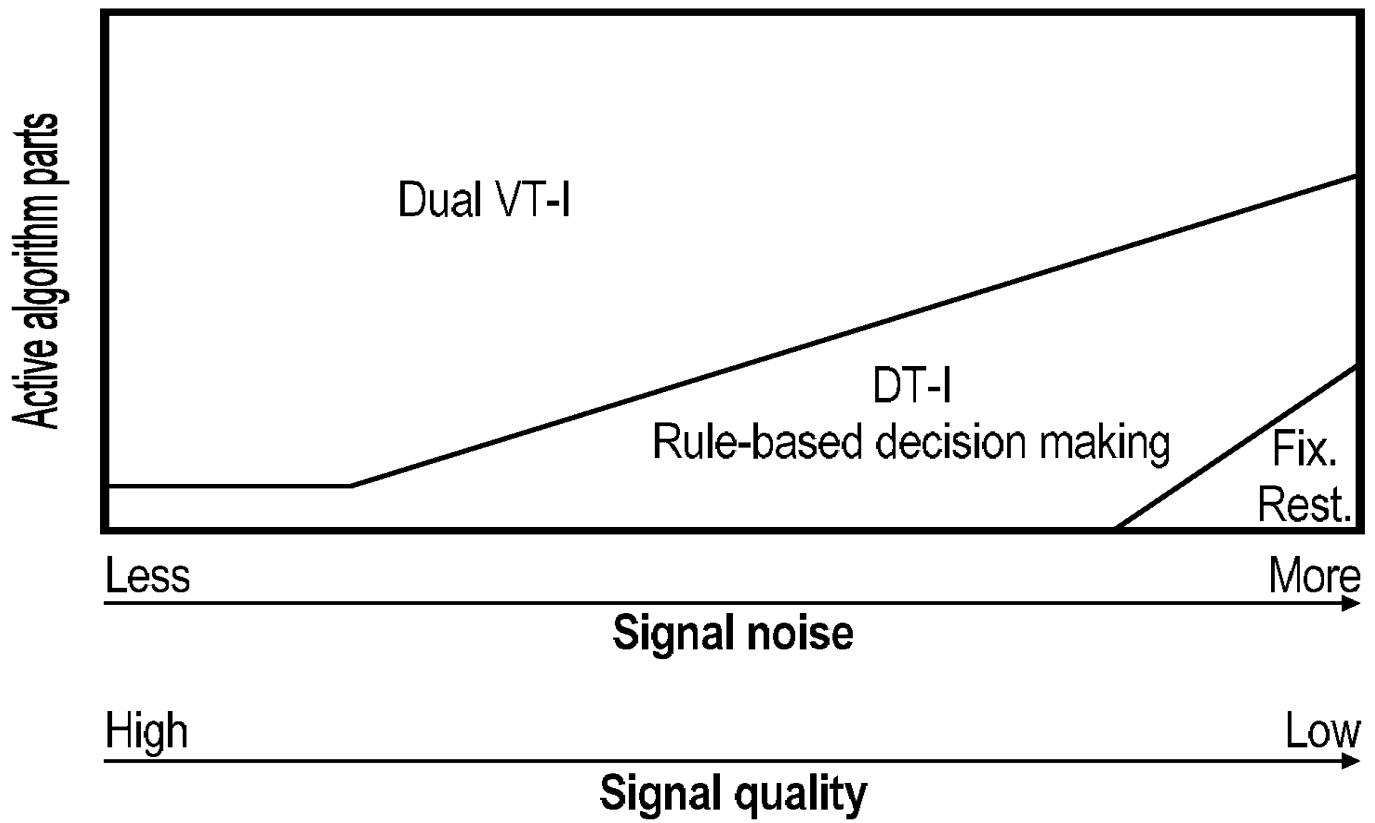 Active algorithm parts
Dual VT-I
DT-I
Rule-based decision making
Fix.
Rest.
Less
More
Signal noise
High
Low
Signal quality